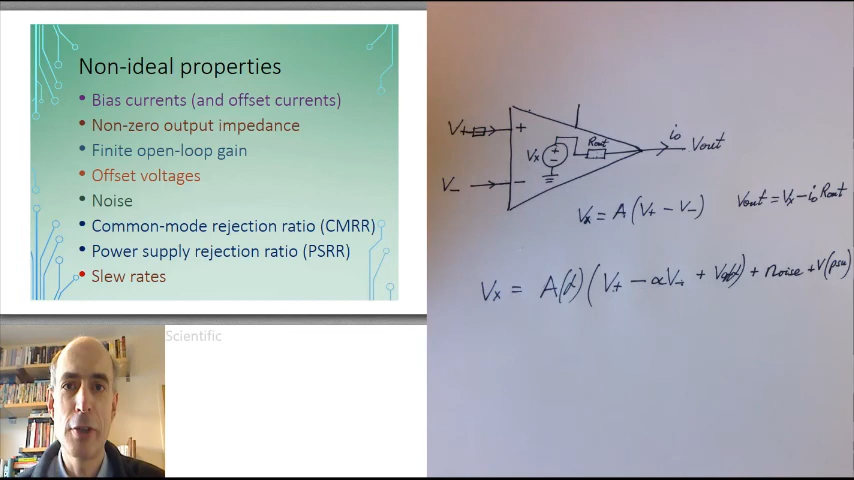 Non-ideal properties
• Bias currents (and offset currents)
• Non-zero output impedance
• Finite open-loop gain
• Offset voltages
• Noise
• Common-mode rejection ratio (CMRR)
• Power supply rejection ratio (PSRR)
• Slew rates
Scientific
V+
+
Vx
+
−
Rout
io
Vout
V−
−
Vx = A(V+ − V−)
Vout = Vx − io Rout
Vx = A(f)(V+ − αV− + ) + noise + V(psu)